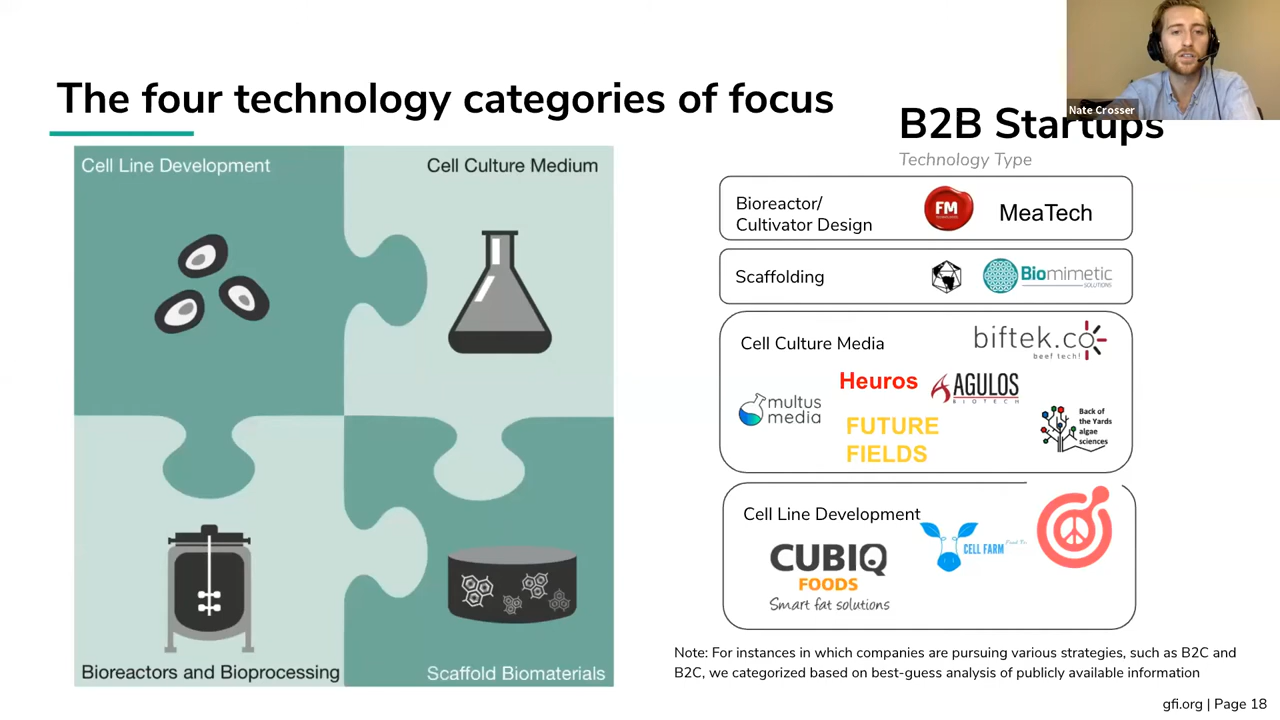 Nate Crosser
The four technology categories of focus
B2B Startups
Technology Type
Cell Line Development
Cell Culture Medium
Bioreactors and Bioprocessing
Scaffold Biomaterials
Bioreactor/
Cultivator Design
FM
MeaTech
Scaffolding
Biomimetic
SOLUTIONS
Cell Culture Media
biftek.co
beef tech!
Heuros
AGULOS
BIOTECH
multus
media
FUTURE
FIELDS
Back of
the Yards
algae
sciences
Cell Line Development
CUBIQ
FOODS
Smart fat solutions
CELL FARM
Note: For instances in which companies are pursuing various strategies, such as B2C and
B2C, we categorized based on best-guess analysis of publicly available information
gfi.org | Page 18